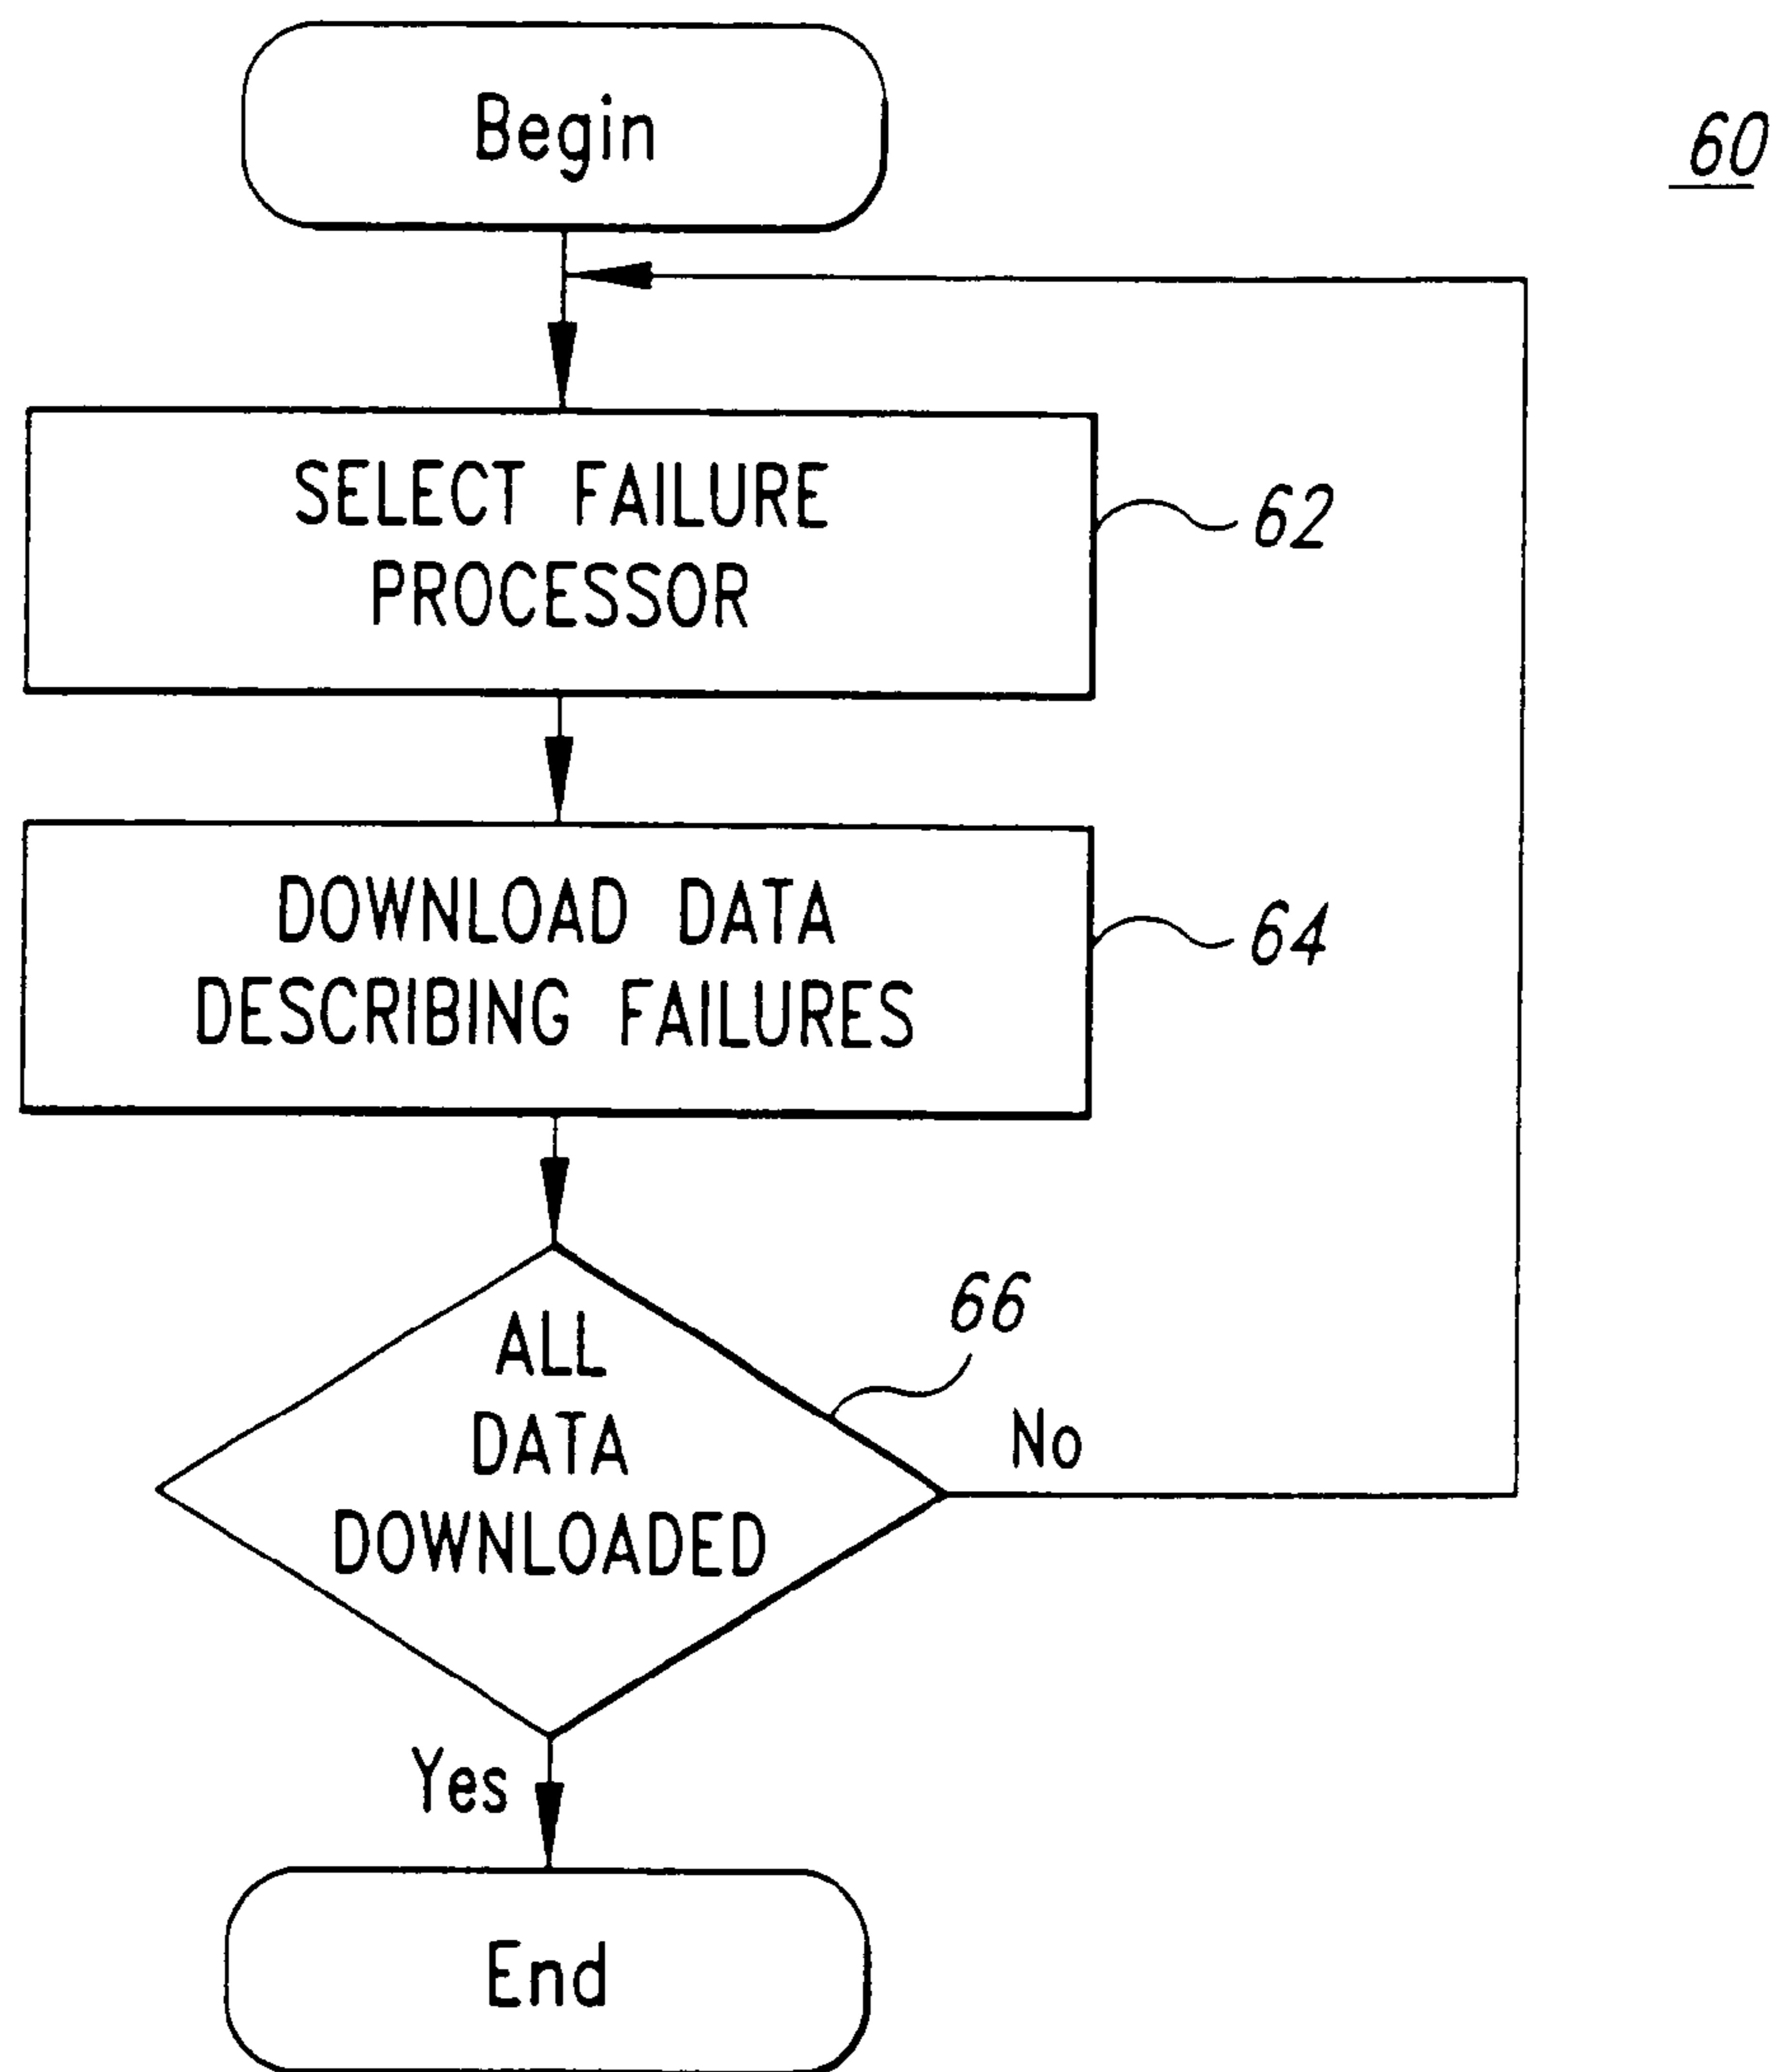 Begin
60
SELECT FAILURE
PROCESSOR
62
DOWNLOAD DATA
DESCRIBING FAILURES
64
66
ALL
DATA
DOWNLOADED
No
Yes
End